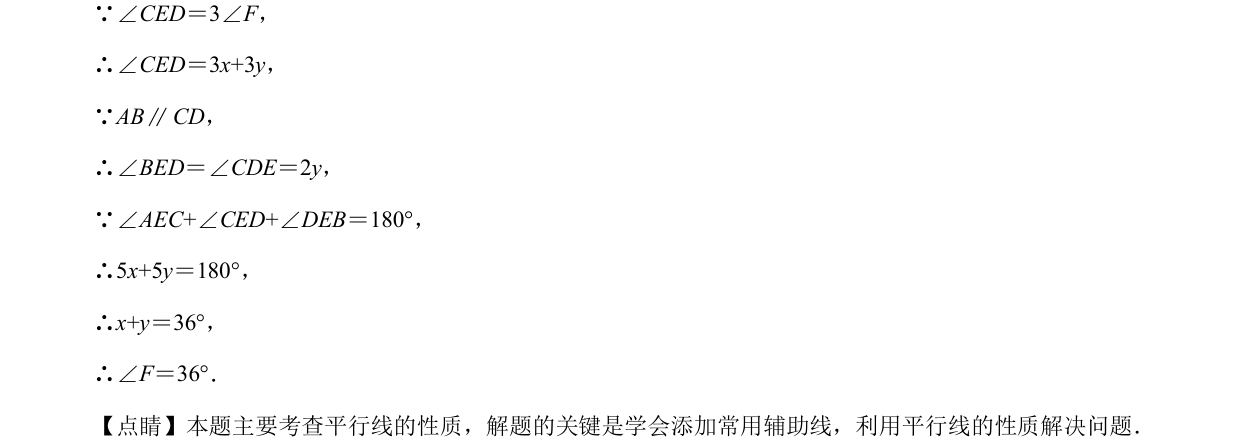 ∵∠CED＝3∠F，
∴∠CED＝3x+3y，
∵AB∥CD，
∴∠BED＝∠CDE＝2y，
∵∠AEC+∠CED+∠DEB＝180°，
∴5x+5y＝180°，
∴x+y＝36°，
∴∠F＝36°．
【点睛】本题主要考查平行线的性质，解题的关键是学会添加常用辅助线，利用平行线的性质解决问题．